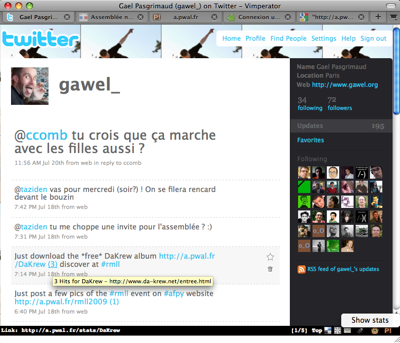 Gael Pasgrimaud (gawel_) on Twitter - Vimperator
Gael Pasgri...
Assemblée n...
a.pwal.fr
Connexion u...
"http://a.pw...
twitter
Home Profile Find People Settings Help Sign out
gawel_
@ccomb tu crois que ça marche
avec les filles aussi ?
11:56 AM Jul 20th from web in reply to ccomb
@taziden vas pour mercredi (soir?) ! On se filera rencard
devant le bouzin
7:42 PM Jul 18th from web
@taziden tu me choppe une invite pour l'assemblée ? :)
7:31 PM Jul 18th from web
Just download the *free* DaKrew album http://a.pwal.fr
/DaKrew (3) discover at #rmll
7:14 PM Jul 18th from web
3 Hits for DaKrew - http://www.da-krew.net/entree.html
Just post a few pics of the #rmll event on #afpy website
http://a.pwal.fr/rmll2009 (1)
6:40 PM Jul 18th from web
Name Gael Pasgrimaud
Location Paris
Web http://www.gawel.org
34 72
following followers
Updates 195
Favorites
Following
RSS feed of gawel_'s updates
Show stats
Link: http://a.pwal.fr/stats/DaKrew
[1/5] Top